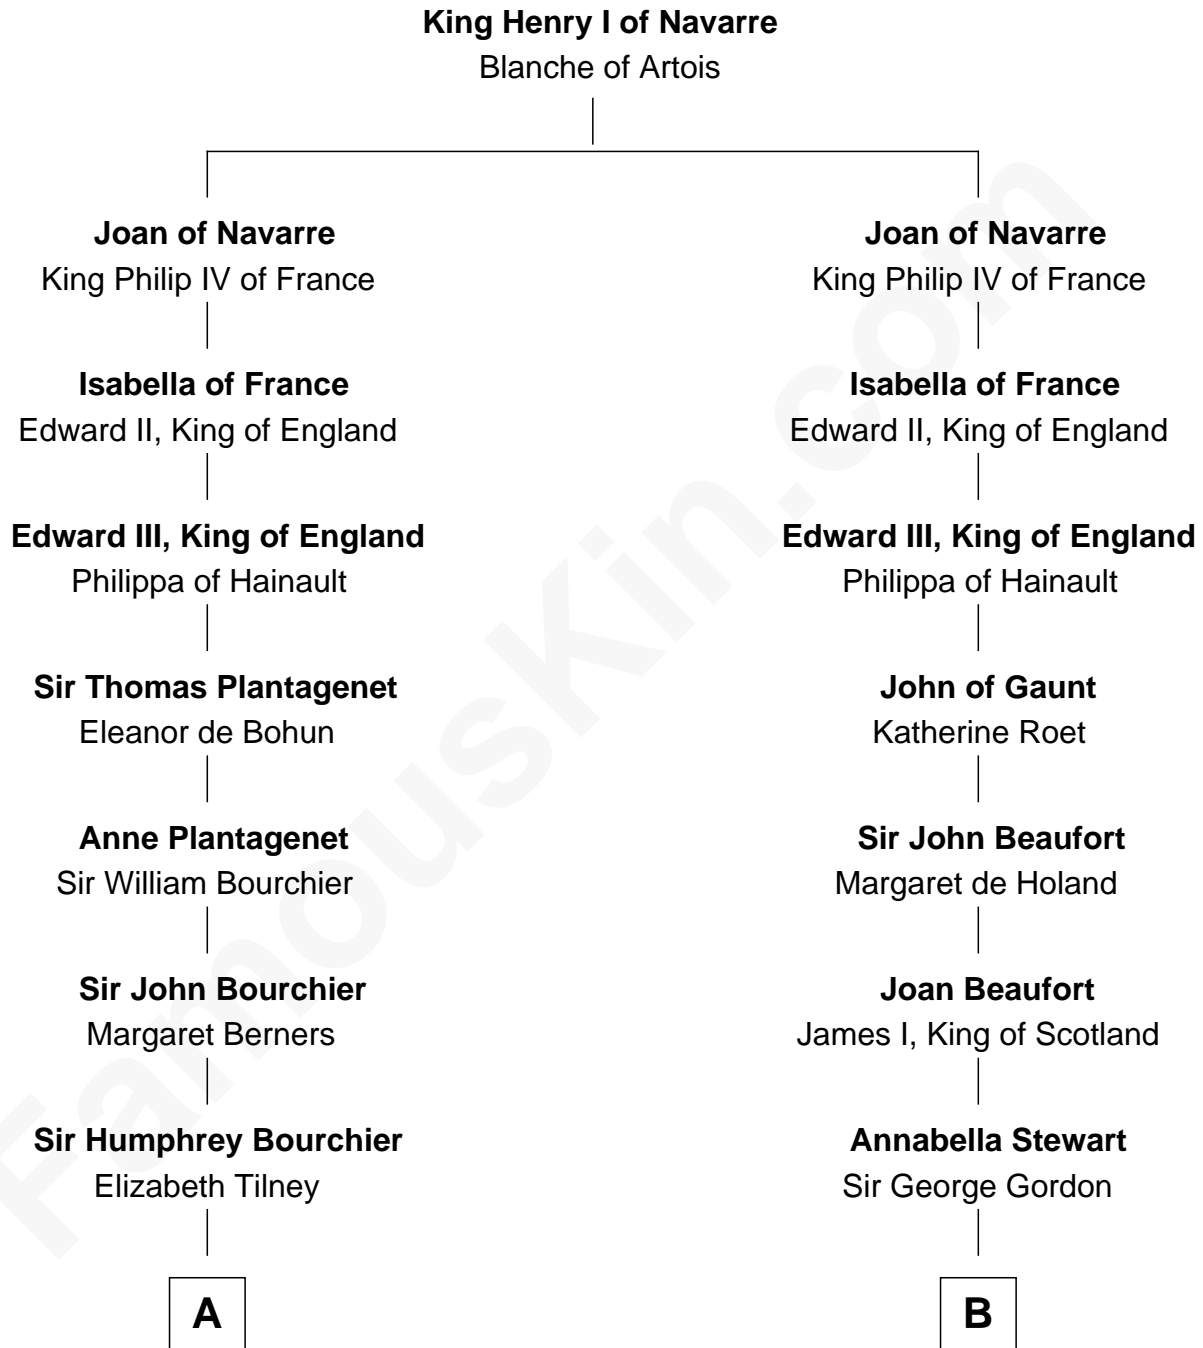 King Henry I of Navarre
Blanche of Artois
Joan of Navarre
King Philip IV of France
Isabella of France
Edward II, King of England
Edward III, King of England
Philippa of Hainault
Sir Thomas Plantagenet
Eleanor de Bohun
Anne Plantagenet
Sir William Bourchier
Sir John Bourchier
Margaret Berners
Sir Humphrey Bourchier
Elizabeth Tilney
A
Joan of Navarre
King Philip IV of France
Isabella of France
Edward II, King of England
Edward III, King of England
Philippa of Hainault
John of Gaunt
Katherine Roet
Sir John Beaufort
Margaret de Holand
Joan Beaufort
James I, King of Scotland
Annabella Stewart
Sir George Gordon
B
FamousKin.com